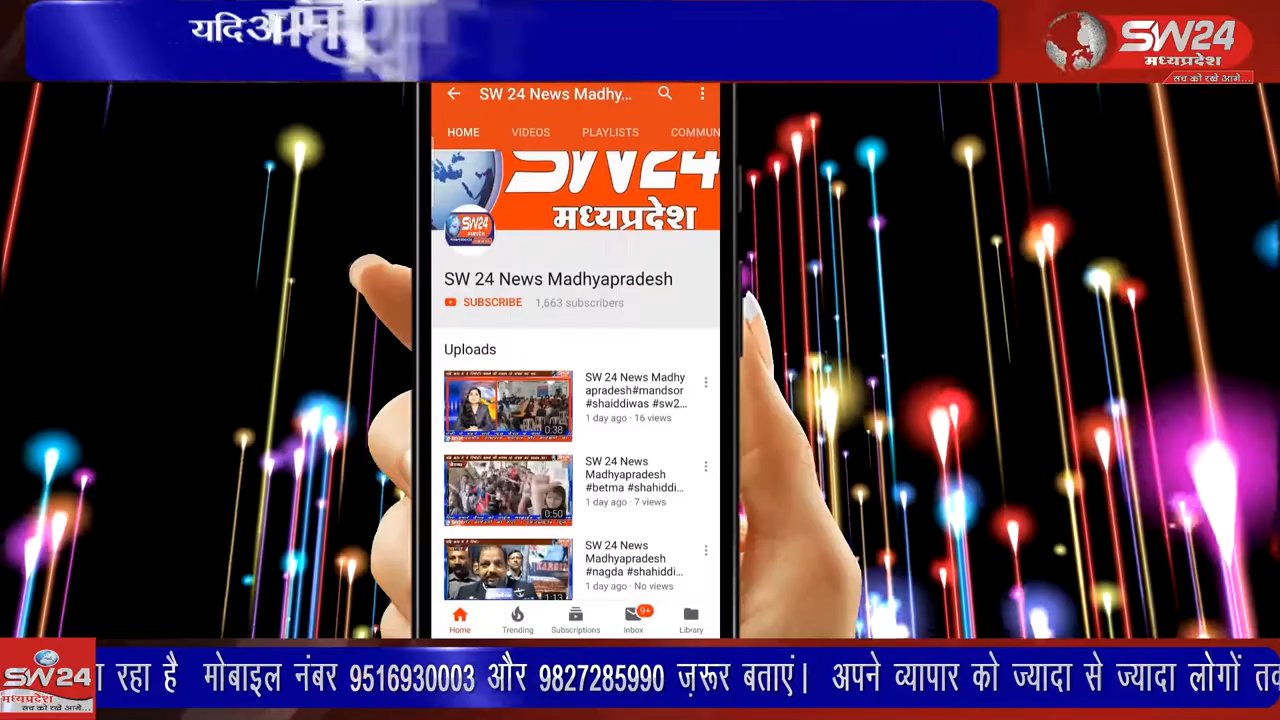 यदि
SW24
मध्यप्रदेश
सच को रखे आगे...
SW 24 News Madhy...
HOME VIDEOS PLAYLISTS COMMUN
SW24
मध्यप्रदेश
SW24
SW 24 News Madhyapradesh
SUBSCRIBE 1,663 subscribers
Uploads
SW 24 News Madhy
apradesh#mandsor
#shaiddiwas #sw2...
1 day ago · 16 views
0:38
SW 24 News
Madhyapradesh
#betma #shahiddi...
1 day ago · 7 views
0:50
SW 24 News
Madhyapradesh
#nagda #shahiddi...
1 day ago · No views
1:13
Home Trending Subscriptions Inbox 9+ Library
SW24
मध्यप्रदेश
सच को रखे आगे...
ा रहा है मोबाइल नंबर 9516930003 और 9827285990 ज़रूर बताएं| अपने व्यापार को ज्यादा से ज्यादा लोगों तक